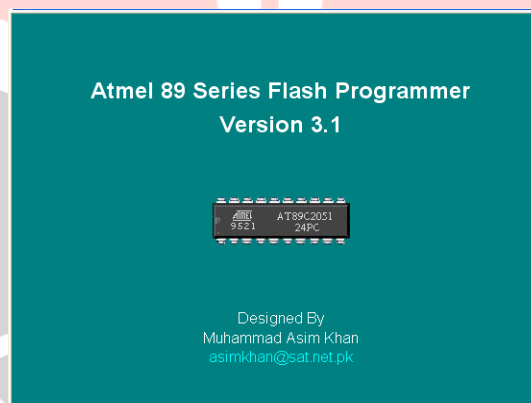 Atmel 89 Series Flash Programmer
Version 3.1
ATMEL AT89C2051
9521 24PC
Designed By
Muhammad Asim Khan
asimkhan@sat.net.pk